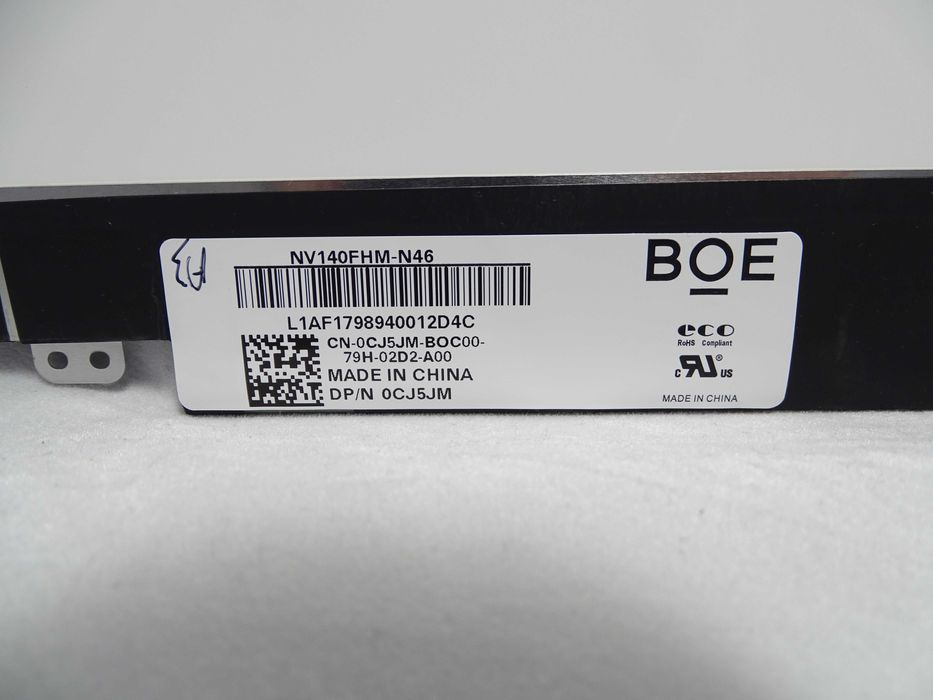 NV140FHM-N46
L1AF1798940012D4C
CN-0CJ5JM-BOC00-
79H-02D2-A00
MADE IN CHINA
DP/N 0CJ5JM
BOE
eco
RoHS Compliant
c RU ® US
MADE IN CHINA